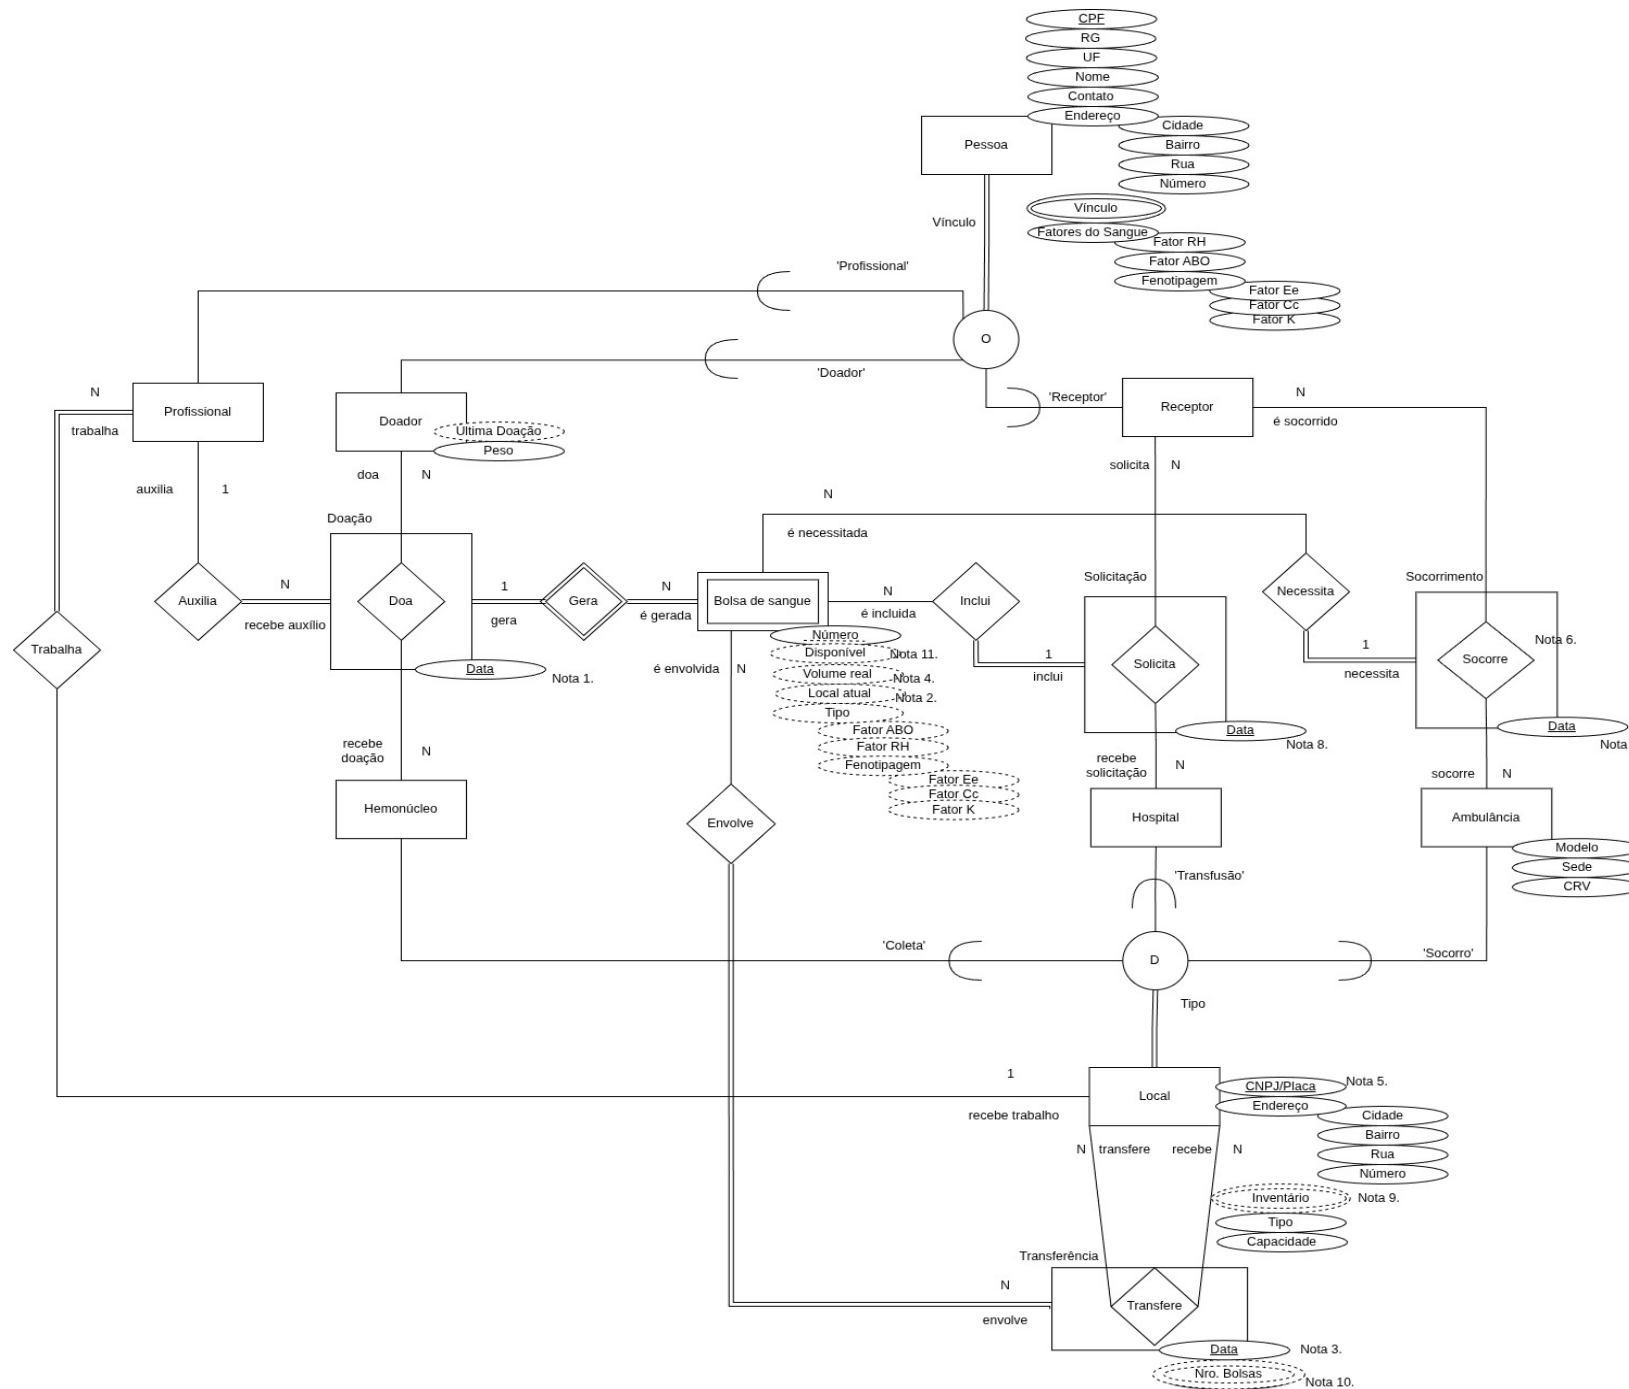 CPF
RG
UF
Nome
Contato
Endereço
Cidade
Pessoa
Bairro
Rua
Número
Vínculo
Vínculo
Fatores do Sangue
Fator RH
Fator ABO
'Profissional'
Fenotipagem
Fator Ee
Fator Cc
Fator K
O
'Doador'
N
Profissional
trabalha
Doador
Última Doação
Peso
'Receptor'
Receptor
N
é socorrido
auxilia
1
doa
N
solicita
N
N
é necessitada
Doação
Auxilia
N
recebe auxílio
Doa
1
gera
Gera
N
é gerada
Bolsa de sangue
N
é incluida
Inclui
Solicitação
Necessita
Socorrimento
Trabalha
Data
Nota 1.
é envolvida
N
Número
Disponível
Nota 11.
Volume real
Nota 4.
Local atual
Nota 2.
Tipo
Fator ABO
Fator RH
Fenotipagem
Fator Ee
Fator Cc
Fator K
1
inclui
Solicita
1
necessita
Socorre
Nota 6.
Data
Nota 8.
Data
Nota
recebe
doação
N
recebe
solicitação
N
socorre
N
Hemonúcleo
Envolve
Hospital
Ambulância
Modelo
Sede
CRV
'Transfusão'
'Coleta'
D
'Socorro'
Tipo
1
recebe trabalho
Local
CNPJ/Placa
Nota 5.
Endereço
Cidade
Bairro
Rua
Número
N
transfere
recebe
N
Inventário
Nota 9.
Tipo
Capacidade
Transferência
N
envolve
Transfere
Data
Nota 3.
Nro. Bolsas
Nota 10.